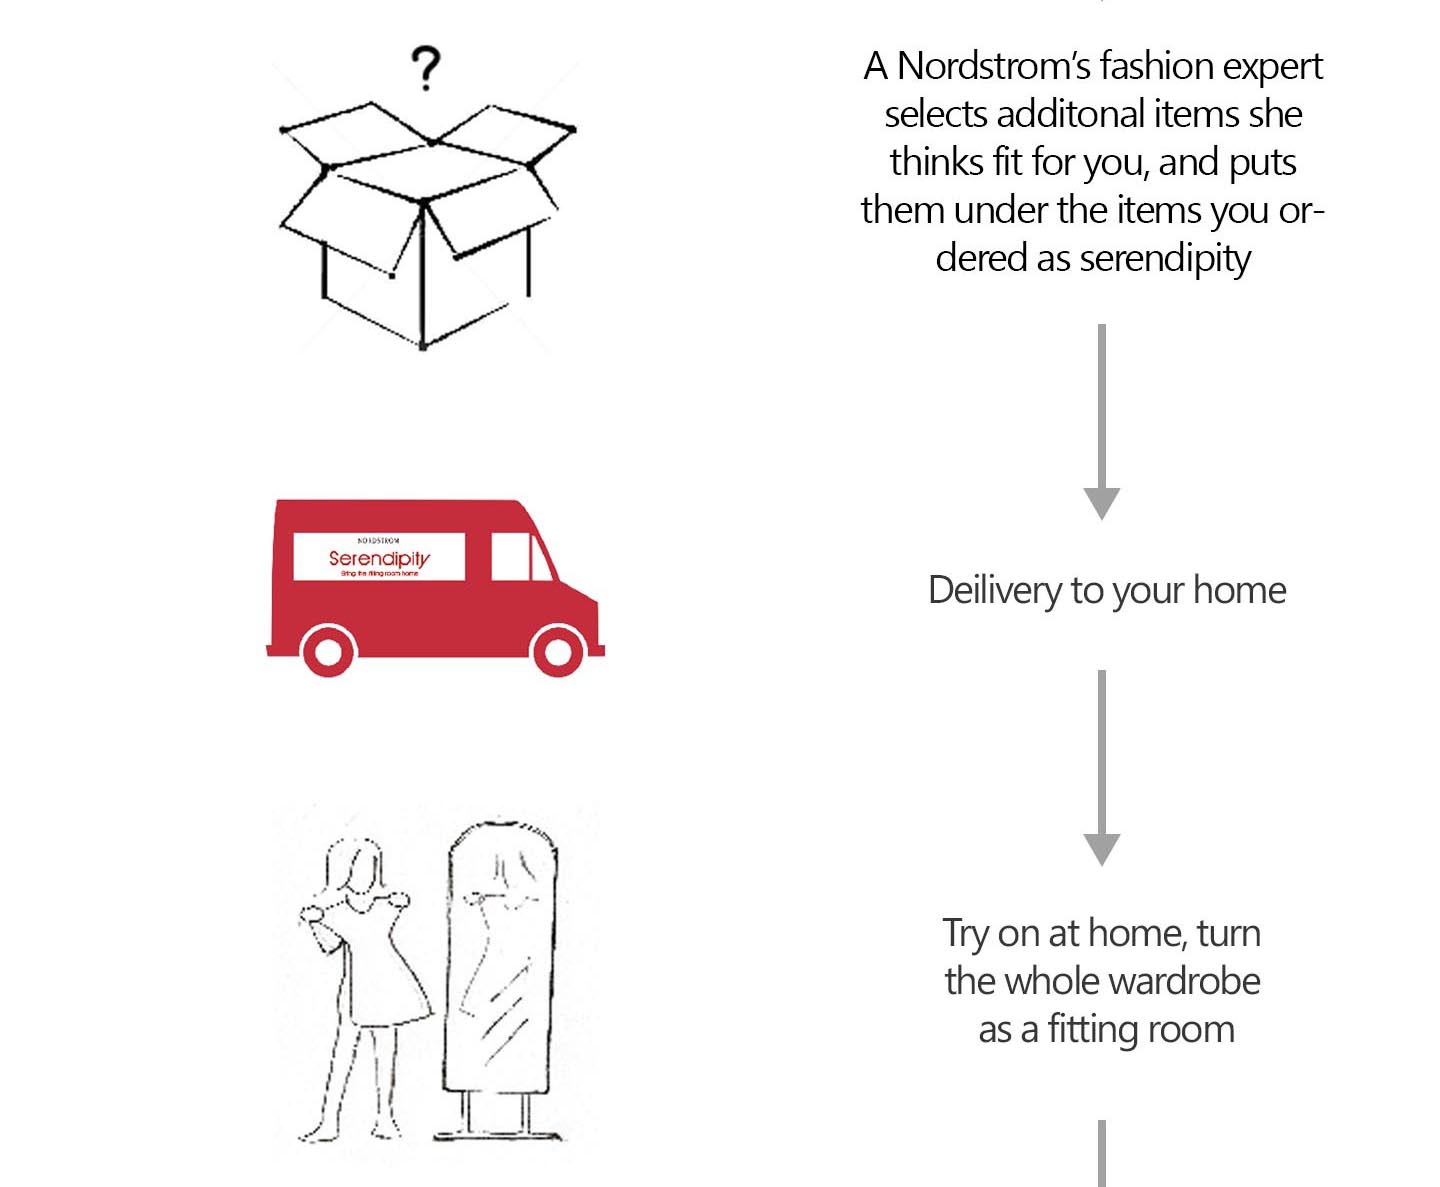 ?
A Nordstrom’s fashion expert
selects additonal items she
thinks fit for you, and puts
them under the items you or-
dered as serendipity
NORDSTROM
Serendipity
Bring the fitting room home
Deilivery to your home
Try on at home, turn
the whole wardrobe
as a fitting room